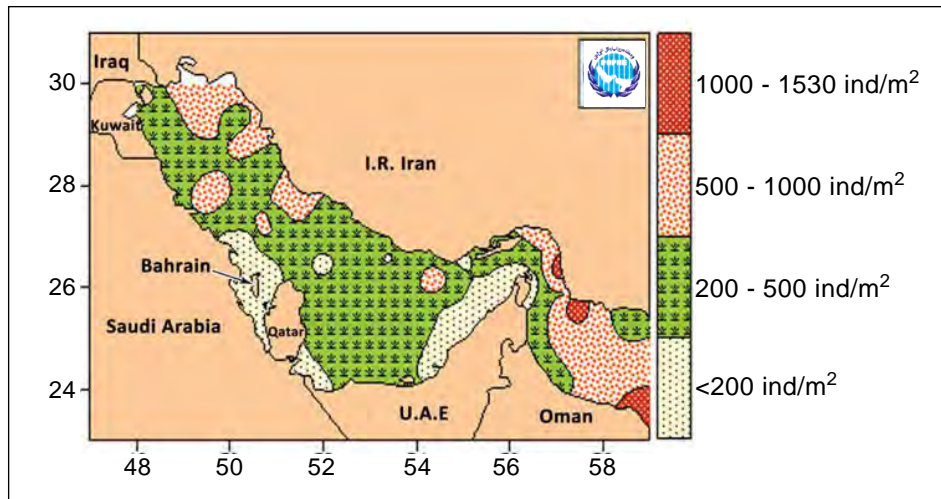 30
28
26
24
48
50
52
54
56
58
Iraq
Kuwait
I.R. Iran
Bahrain
Saudi Arabia
Qatar
U.A.E
Oman
1000 - 1530 ind/m²
500 - 1000 ind/m²
200 - 500 ind/m²
<200 ind/m²